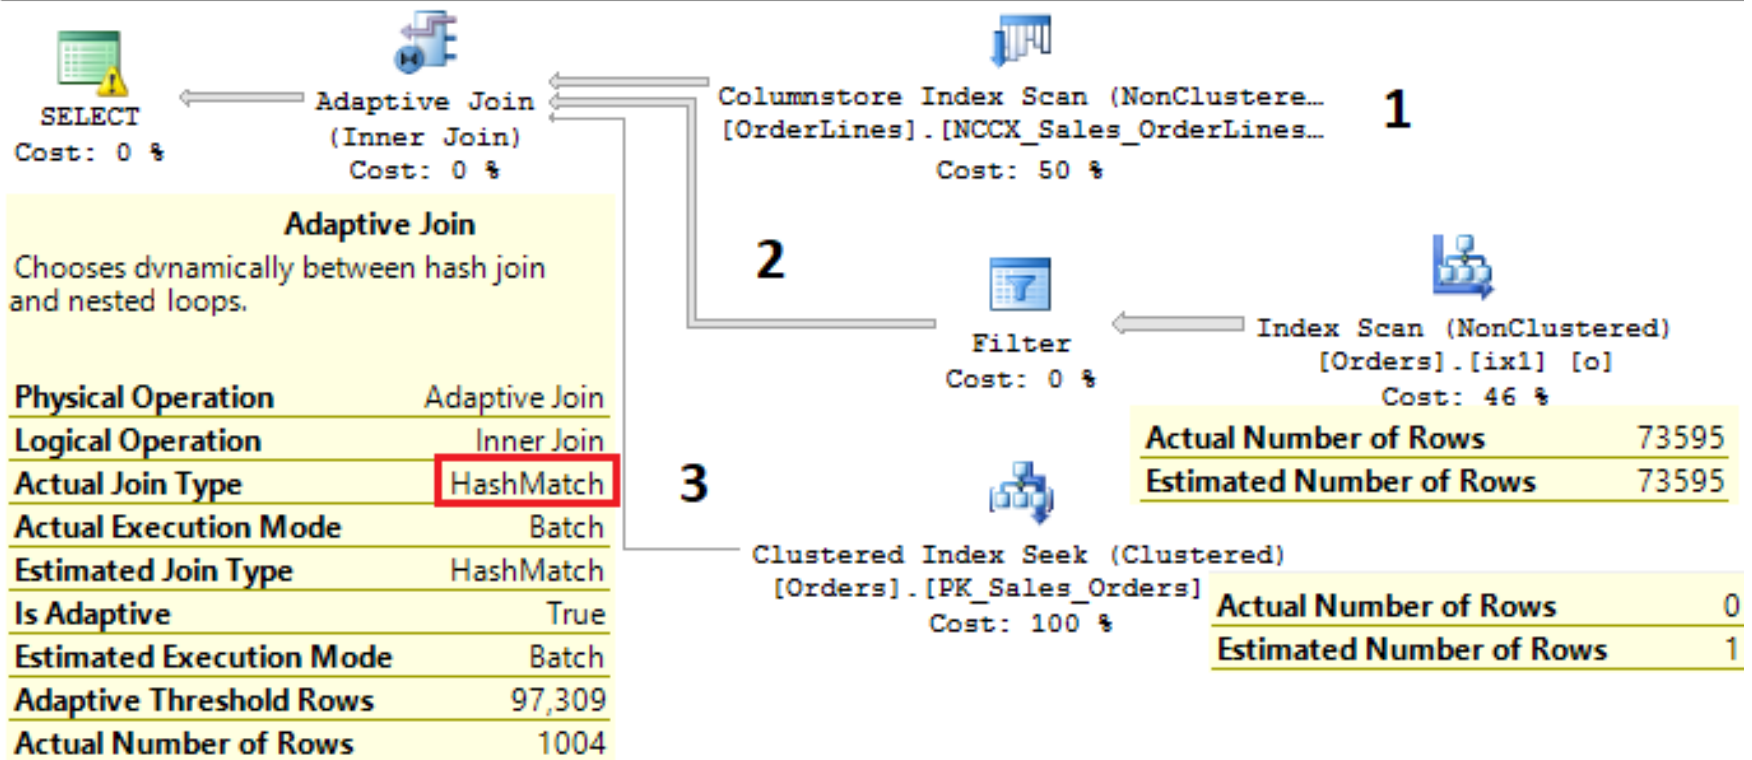 SELECT
Cost: 0 %
Adaptive Join
(Inner Join)
Cost: 0 %
Columnstore Index Scan (NonClustere…
[OrderLines].[NCCX_Sales_OrderLines…
Cost: 50 %
1
Adaptive Join
Chooses dynamically between hash join
and nested loops.
Physical Operation Adaptive Join
Logical Operation Inner Join
Actual Join Type HashMatch
Actual Execution Mode Batch
Estimated Join Type HashMatch
Is Adaptive True
Estimated Execution Mode Batch
Adaptive Threshold Rows 97,309
Actual Number of Rows 1004
2
Filter
Cost: 0 %
Index Scan (NonClustered)
[Orders].[ix1] [o]
Cost: 46 %
Actual Number of Rows 73595
Estimated Number of Rows 73595
3
Clustered Index Seek (Clustered)
[Orders].[PK_Sales_Orders]
Cost: 100 %
Actual Number of Rows 0
Estimated Number of Rows 1